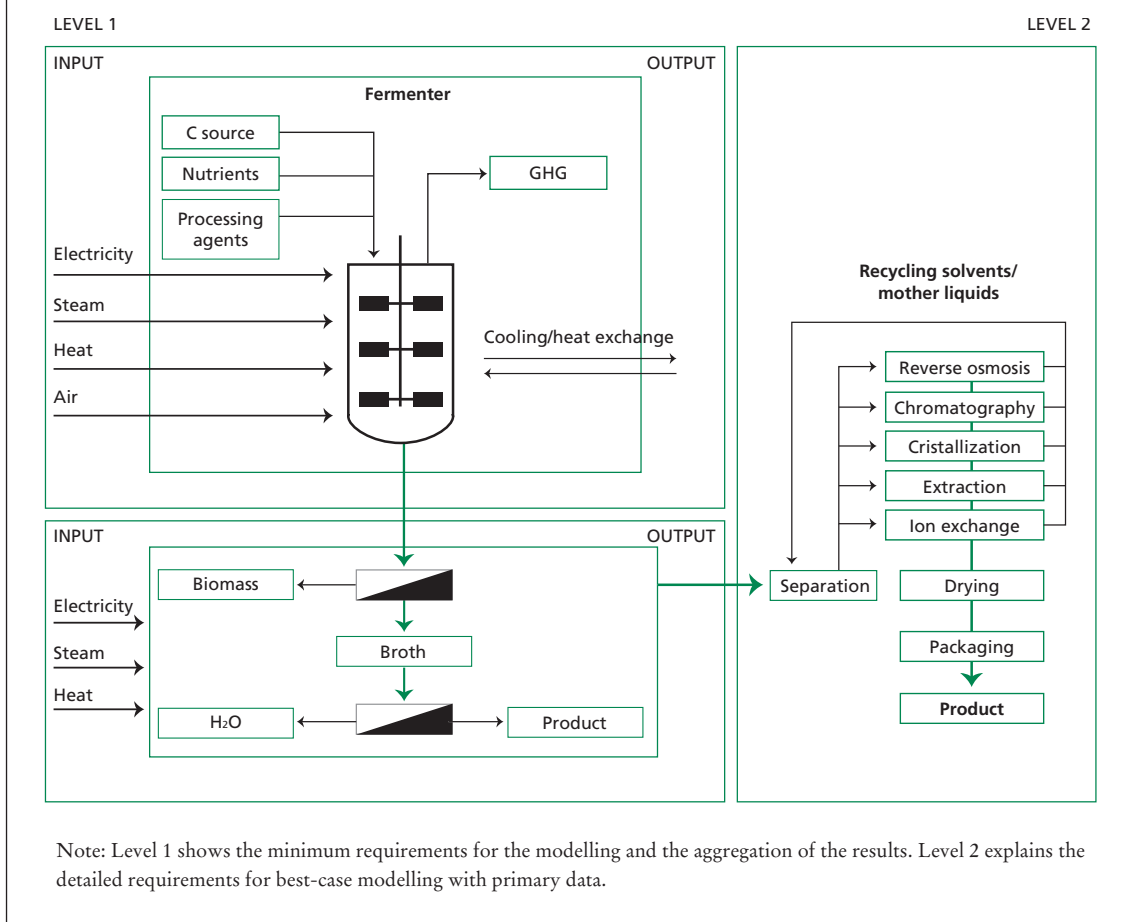 LEVEL 1
LEVEL 2
INPUT
OUTPUT
Fermenter
C source
Nutrients
Processing
agents
GHG
Electricity
Steam
Heat
Air
Cooling/heat exchange
INPUT
OUTPUT
Electricity
Steam
Heat
Biomass
Broth
H2O
Product
Recycling solvents/
mother liquids
Reverse osmosis
Chromatography
Cristallization
Extraction
Ion exchange
Separation
Drying
Packaging
Product
Note: Level 1 shows the minimum requirements for the modelling and the aggregation of the results. Level 2 explains the
detailed requirements for best-case modelling with primary data.